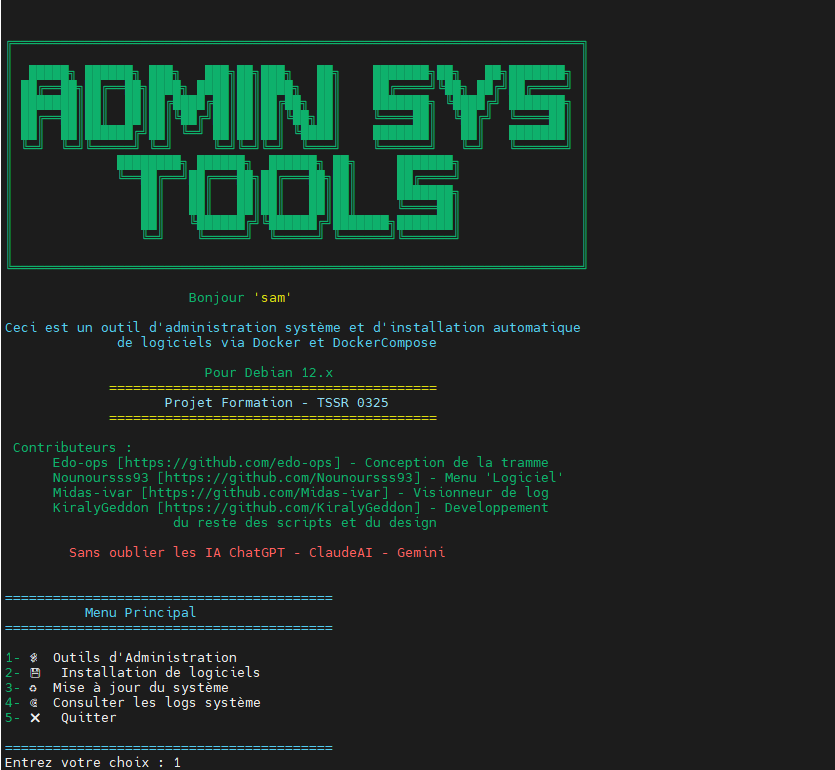 ADMIN SYS
TOOLS
Bonjour 'sam'
Ceci est un outil d'administration système et d'installation automatique
de logiciels via Docker et DockerCompose
Pour Debian 12.x
=========================================
Projet Formation - TSSR 0325
=========================================
Contributeurs :
Edo-ops [https://github.com/edo-ops] - Conception de la tramme
Nounoursss93 [https://github.com/Nounoursss93] - Menu 'Logiciel'
Midas-ivar [https://github.com/Midas-ivar] - Visionneur de log
KiralyGeddon [https://github.com/KiralyGeddon] - Developpement
du reste des scripts et du design
Sans oublier les IA ChatGPT - ClaudeAI - Gemini
=========================================
Menu Principal
=========================================
1- Outils d'Administration
2- 💾 Installation de logiciels
3- ♻ Mise à jour du système
4- Consulter les logs système
5- ❌ Quitter
=========================================
Entrez votre choix : 1